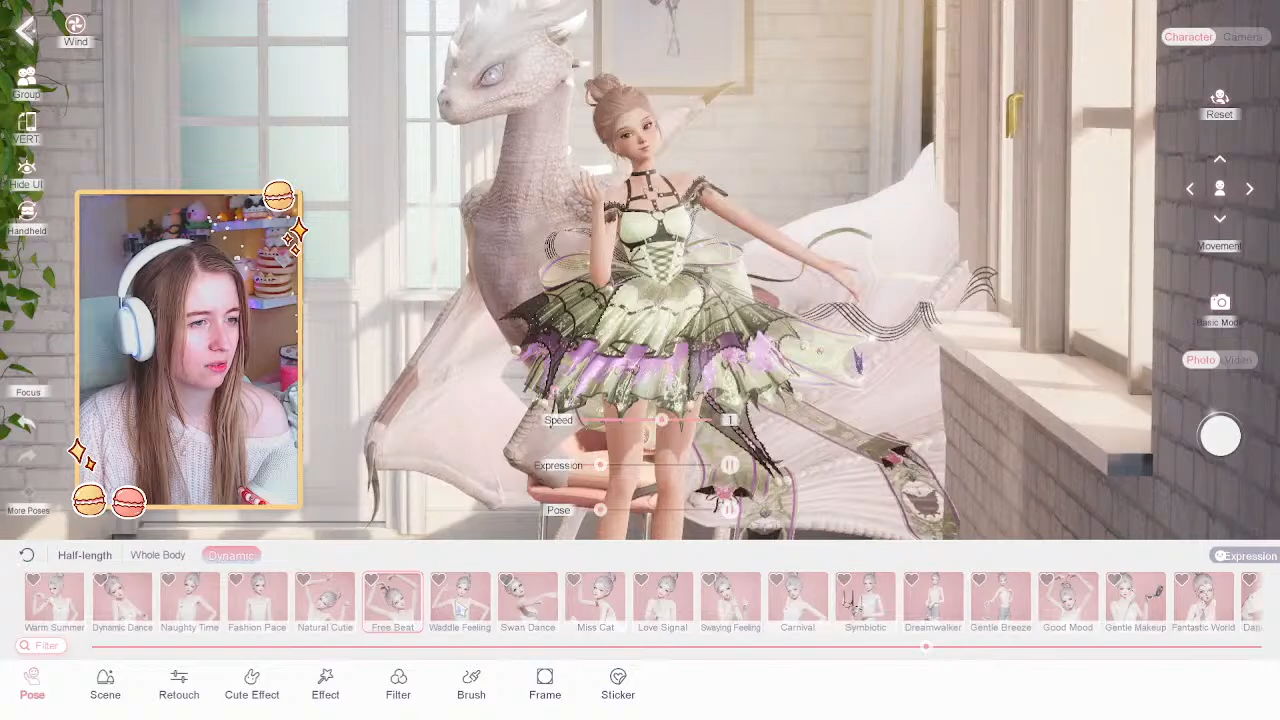 Wind
Group
VERT.
Hide UI
Handheld
Focus
More Poses
Character Camera
Reset
Movement
Basic Mode
Photo Video
Speed 1
Expression
Pose
Half-length Whole Body Dynamic
Expression
Warm Summer Dynamic Dance Naughty Time Fashion Pace Natural Cutie Free Beat Waddle Feeling Swan Dance Miss Cat Love Signal Swaying Feeling Carnival Symbiotic Dreamwalker Gentle Breeze Good Mood Gentle Makeup Fantastic World
Filter
Pose Scene Retouch Cute Effect Effect Filter Brush Frame Sticker